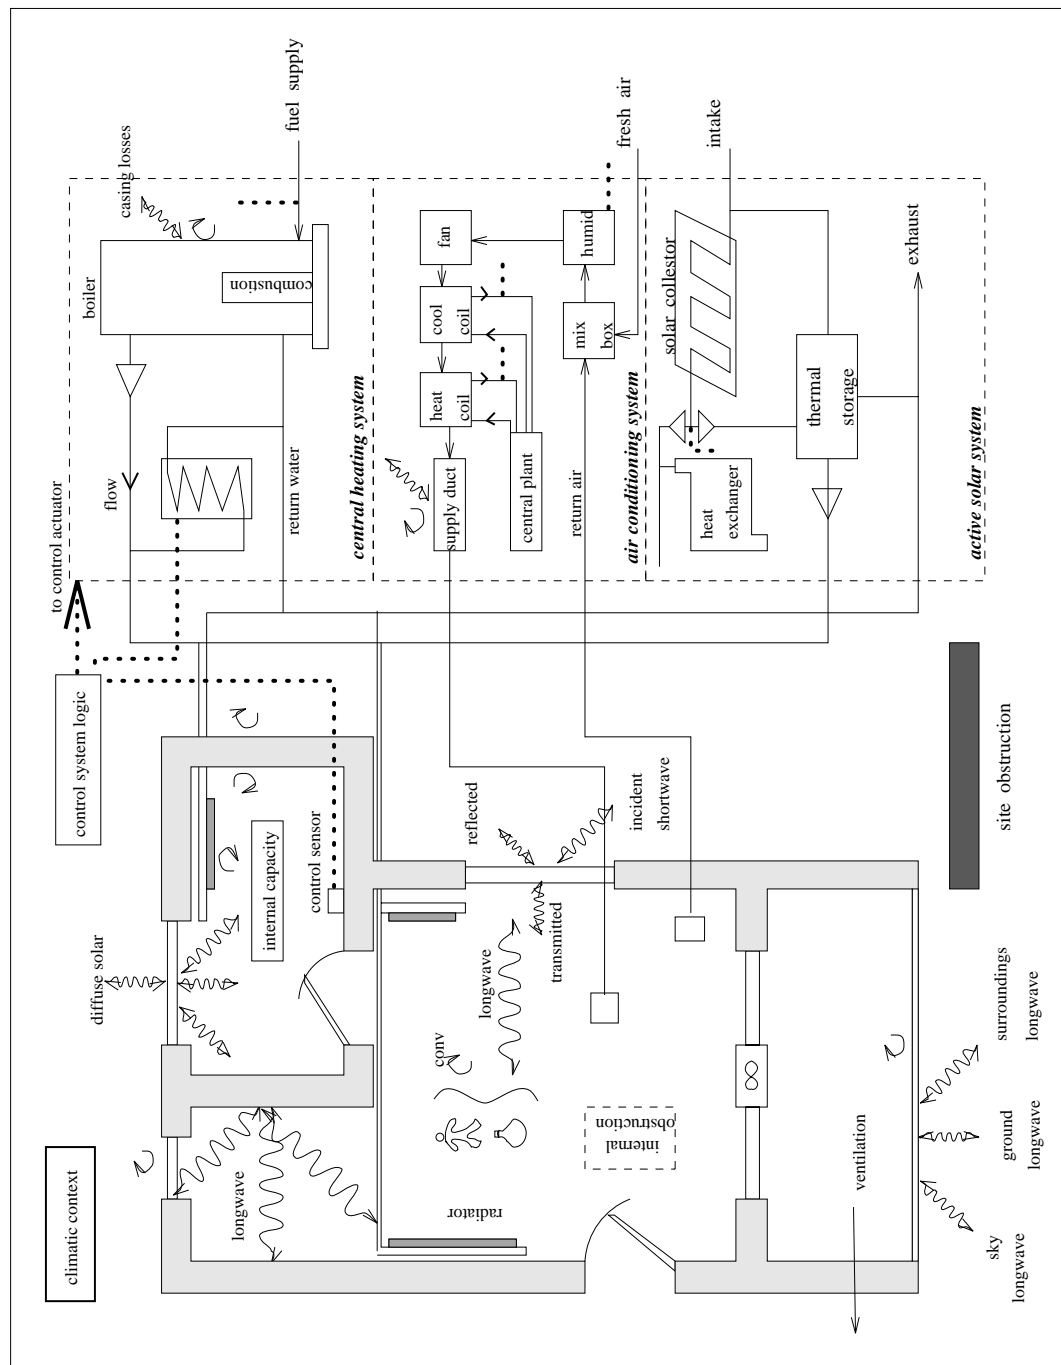 climatic context
control system logic
to control actuator
diffuse solar
longwave
internal capacity
control sensor
radiator
conv
longwave
transmitted
reflected
incident
shortwave
internal
obstruction
ventilation
sky
longwave
ground
longwave
surroundings
longwave
site obstruction
boiler
casing losses
fuel supply
combustion
flow
return water
central heating system
fan
cool
coil
heat
coil
supply duct
central plant
humid
mix
box
fresh air
return air
air conditioning system
intake
solar collestor
heat
exchanger
thermal
storage
exhaust
active solar system